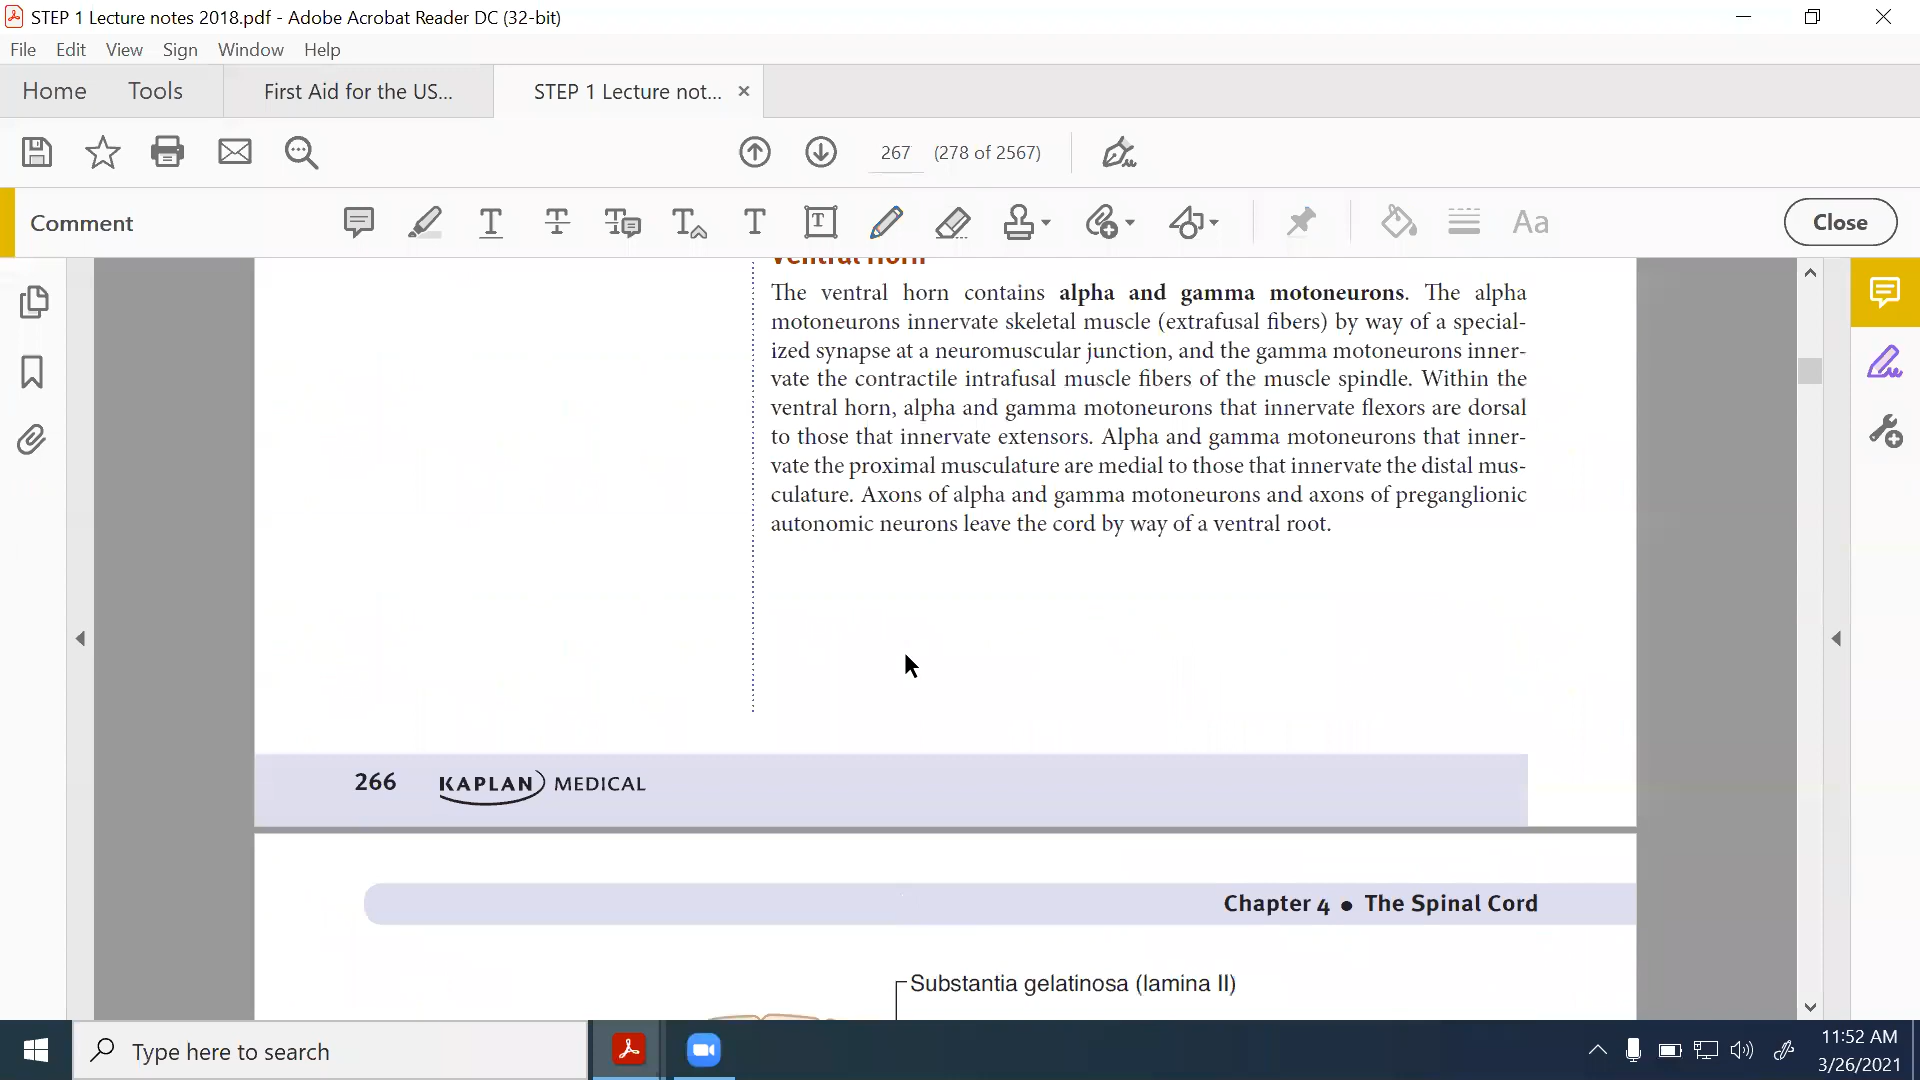 STEP 1 Lecture notes 2018.pdf - Adobe Acrobat Reader DC (32-bit)
File Edit View Sign Window Help
Home Tools First Aid for the US... STEP 1 Lecture not... ×
267 (278 of 2567)
Comment T T T T T T Aa Close
Ventral Horn
The ventral horn contains alpha and gamma motoneurons. The alpha
motoneurons innervate skeletal muscle (extrafusal fibers) by way of a special-
ized synapse at a neuromuscular junction, and the gamma motoneurons inner-
vate the contractile intrafusal muscle fibers of the muscle spindle. Within the
ventral horn, alpha and gamma motoneurons that innervate flexors are dorsal
to those that innervate extensors. Alpha and gamma motoneurons that inner-
vate the proximal musculature are medial to those that innervate the distal mus-
culature. Axons of alpha and gamma motoneurons and axons of preganglionic
autonomic neurons leave the cord by way of a ventral root.
266 KAPLAN MEDICAL
Chapter 4 • The Spinal Cord
Substantia gelatinosa (lamina II)
Type here to search
11:52 AM
3/26/2021